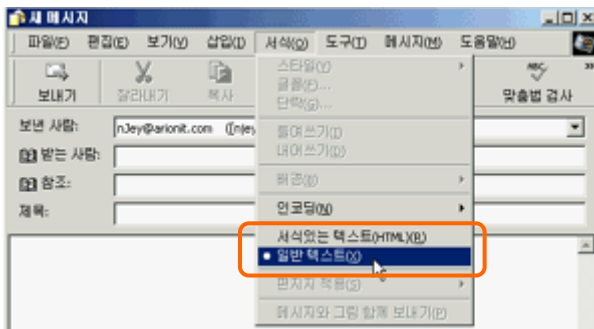 새 메시지
파일(F) 편집(E) 보기(V) 삽입(I) 서식(O) 도구(T) 메시지(M) 도움말(H)
보내기 잘라내기 복사 맞춤법 검사
스타일(Y)
글꼴(F)...
단락(G)...
들여쓰기(I)
내어쓰기(D)
배경(B)
인코딩(N)
서식있는 텍스트(HTML)(R)
일반 텍스트(X)
편지지 적용(S)
메시지와 그림 함께 보내기(P)
보낸 사람: nJey@arionit.com
받는 사람:
참조:
제목: